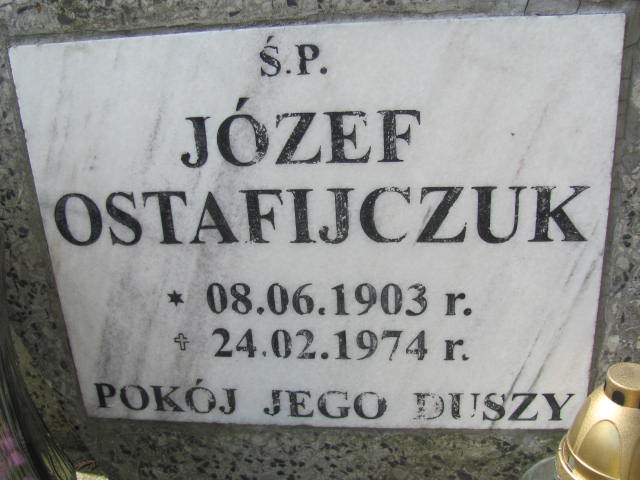 Ś.P.
JÓZEF
OSTAFIJCZUK
* 08.06.1903 r.
✝ 24.02.1974 r.
POKÓJ JEGO DUSZY